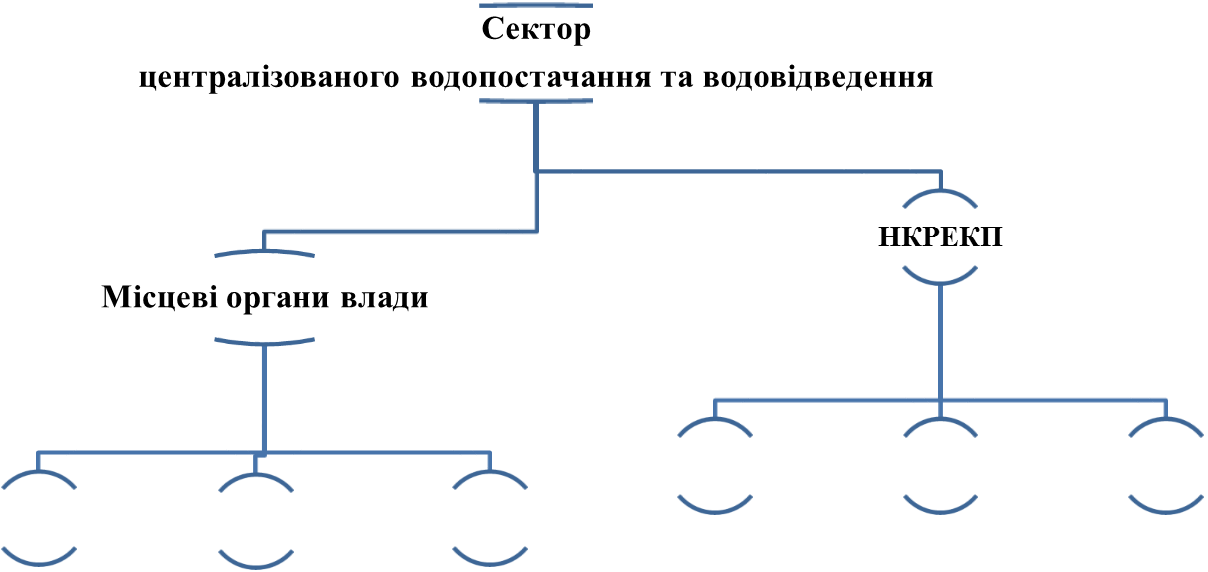 Сектор
централізованого водопостачання та водовідведення
НКРЕКП
Місцеві органи влади